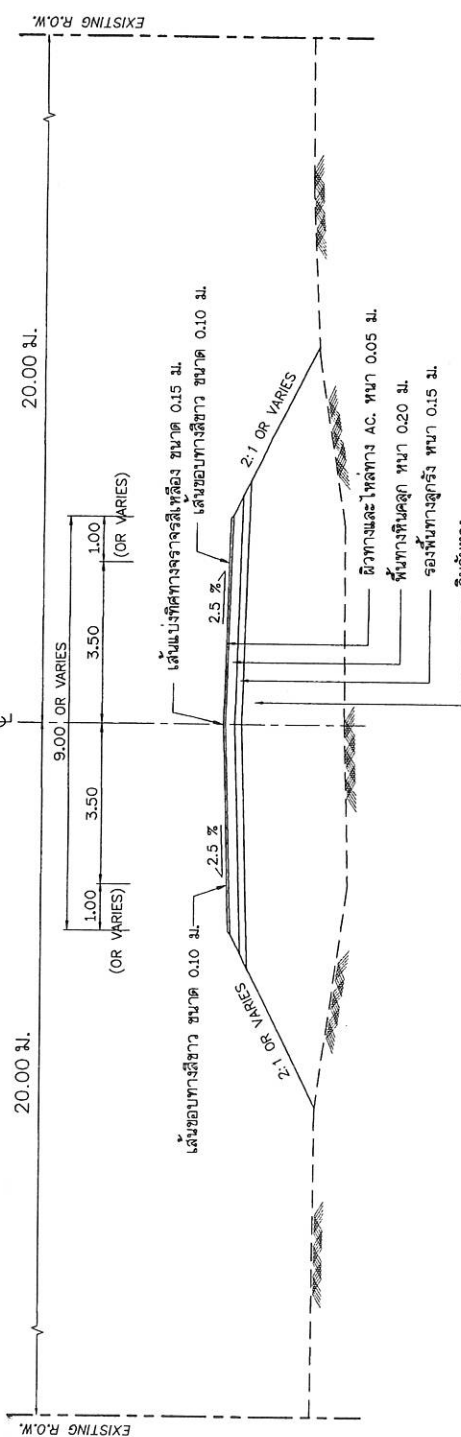 EXISTING R.O.W.
EXISTING R.O.W.
20.00 ม.
20.00 ม.
℄
9.00 OR VARIES
1.00
3.50
3.50
1.00
(OR VARIES)
(OR VARIES)
เส้นแบ่งทิศทางจราจรสีเหลือง ขนาด 0.15 ม.
เส้นขอบทางสีขาว ขนาด 0.10 ม.
เส้นขอบทางสีขาว ขนาด 0.10 ม.
2.5 %
2.5 %
2:1 OR VARIES
2:1 OR VARIES
ผิวทางและไหล่ทาง AC. หนา 0.05 ม.
พื้นทางหินคลุก หนา 0.20 ม.
รองพื้นทางลูกรัง หนา 0.15 ม.